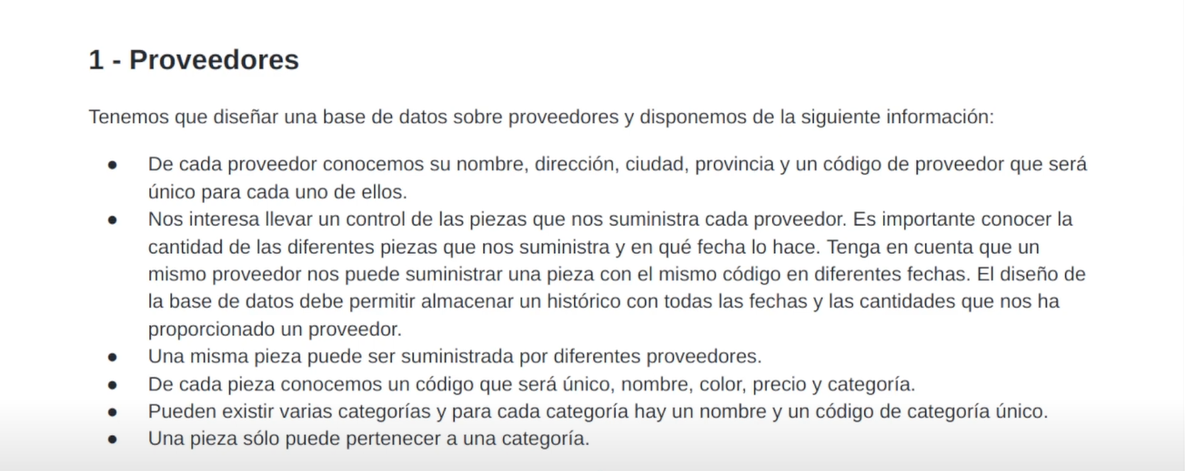 1 - Proveedores
Tenemos que diseñar una base de datos sobre proveedores y disponemos de la siguiente información:
● De cada proveedor conocemos su nombre, dirección, ciudad, provincia y un código de proveedor que será
único para cada uno de ellos.
● Nos interesa llevar un control de las piezas que nos suministra cada proveedor. Es importante conocer la
cantidad de las diferentes piezas que nos suministra y en qué fecha lo hace. Tenga en cuenta que un
mismo proveedor nos puede suministrar una pieza con el mismo código en diferentes fechas. El diseño de
la base de datos debe permitir almacenar un histórico con todas las fechas y las cantidades que nos ha
proporcionado un proveedor.
● Una misma pieza puede ser suministrada por diferentes proveedores.
● De cada pieza conocemos un código que será único, nombre, color, precio y categoría.
● Pueden existir varias categorías y para cada categoría hay un nombre y un código de categoría único.
● Una pieza sólo puede pertenecer a una categoría.